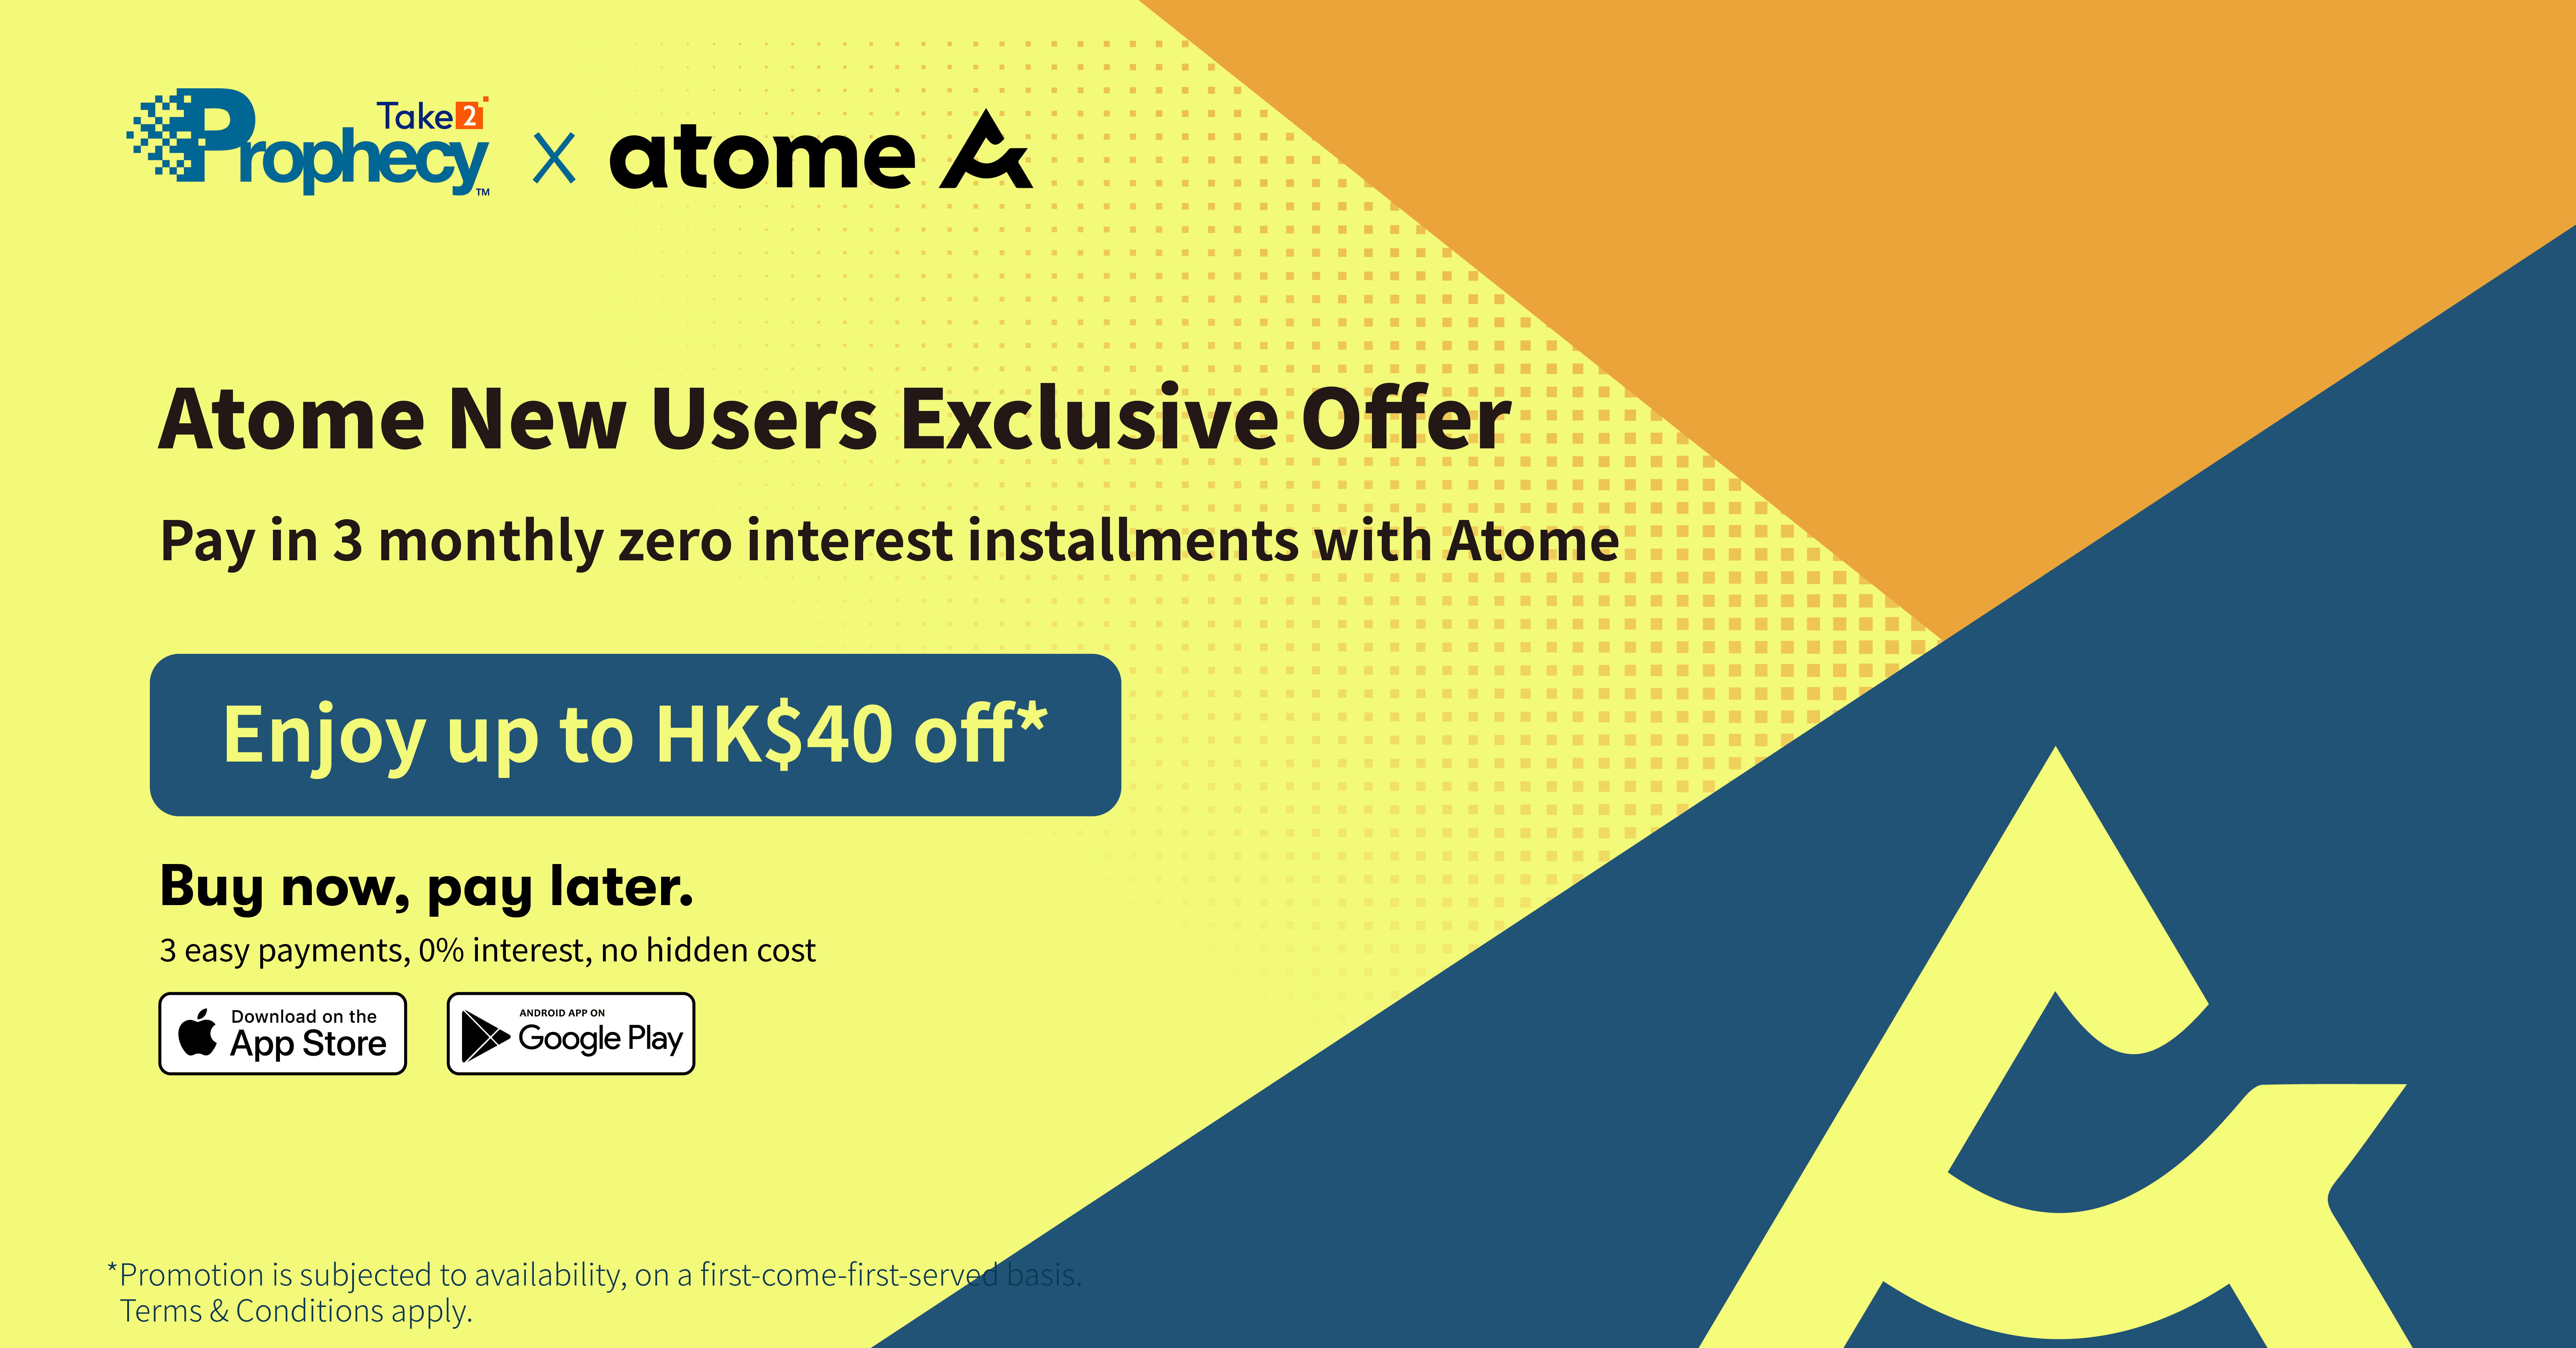 Take2
Prophecy™ X atome
Atome New Users Exclusive Offer
Pay in 3 monthly zero interest installments with Atome
Enjoy up to HK$40 off*
Buy now, pay later.
3 easy payments, 0% interest, no hidden cost
Download on the
App Store
ANDROID APP ON
Google Play
*Promotion is subjected to availability, on a first-come-first-served basis.
Terms & Conditions apply.